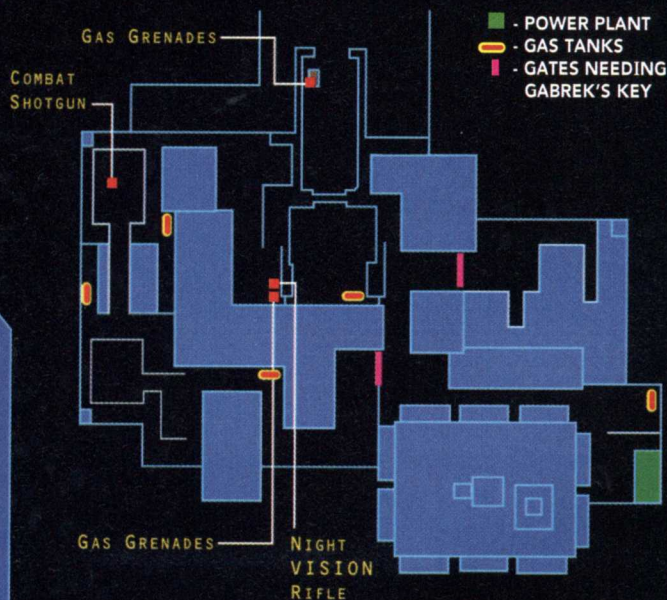 GAS GRENADES
COMBAT
SHOTGUN
- POWER PLANT
- GAS TANKS
- GATES NEEDING
GABREK'S KEY
GAS GRENADES
NIGHT
VISION
RIFLE